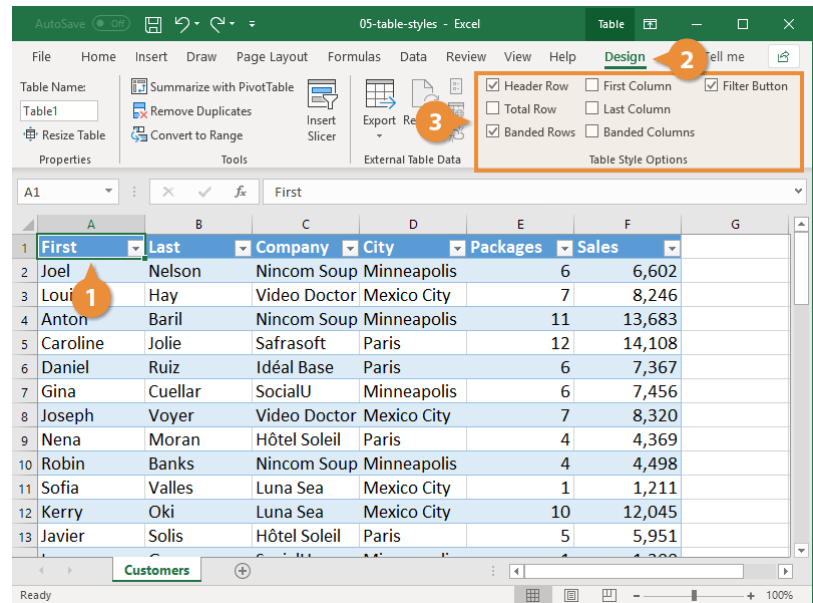 AutoSave Off 05-table-styles - Excel Table
File Home Insert Draw Page Layout Formulas Data Review View Help Design 2 Tell me
Table Name:
Table1
Resize Table
Properties
Summarize with PivotTable
Remove Duplicates
Convert to Range
Insert
Slicer
Tools
Export
External Table Data
3
Header Row First Column Filter Button
Total Row Last Column
Banded Rows Banded Columns
Table Style Options
A1 fx First
A B C D E F G
1 First Last Company City Packages Sales
2 Joel Nelson Nincom Soup Minneapolis 6 6,602
3 Hay Video Doctor Mexico City 7 8,246
1
4 Anton Baril Nincom Soup Minneapolis 11 13,683
5 Caroline Jolie Safrasoft Paris 12 14,108
6 Daniel Ruiz Idéal Base Paris 6 7,367
7 Gina Cuellar SocialU Minneapolis 6 7,456
8 Joseph Voyer Video Doctor Mexico City 7 8,320
9 Nena Moran Hôtel Soleil Paris 4 4,369
10 Robin Banks Nincom Soup Minneapolis 4 4,498
11 Sofia Valles Luna Sea Mexico City 1 1,211
12 Kerry Oki Luna Sea Mexico City 10 12,045
13 Javier Solis Hôtel Soleil Paris 5 5,951
Customers
Ready 100%